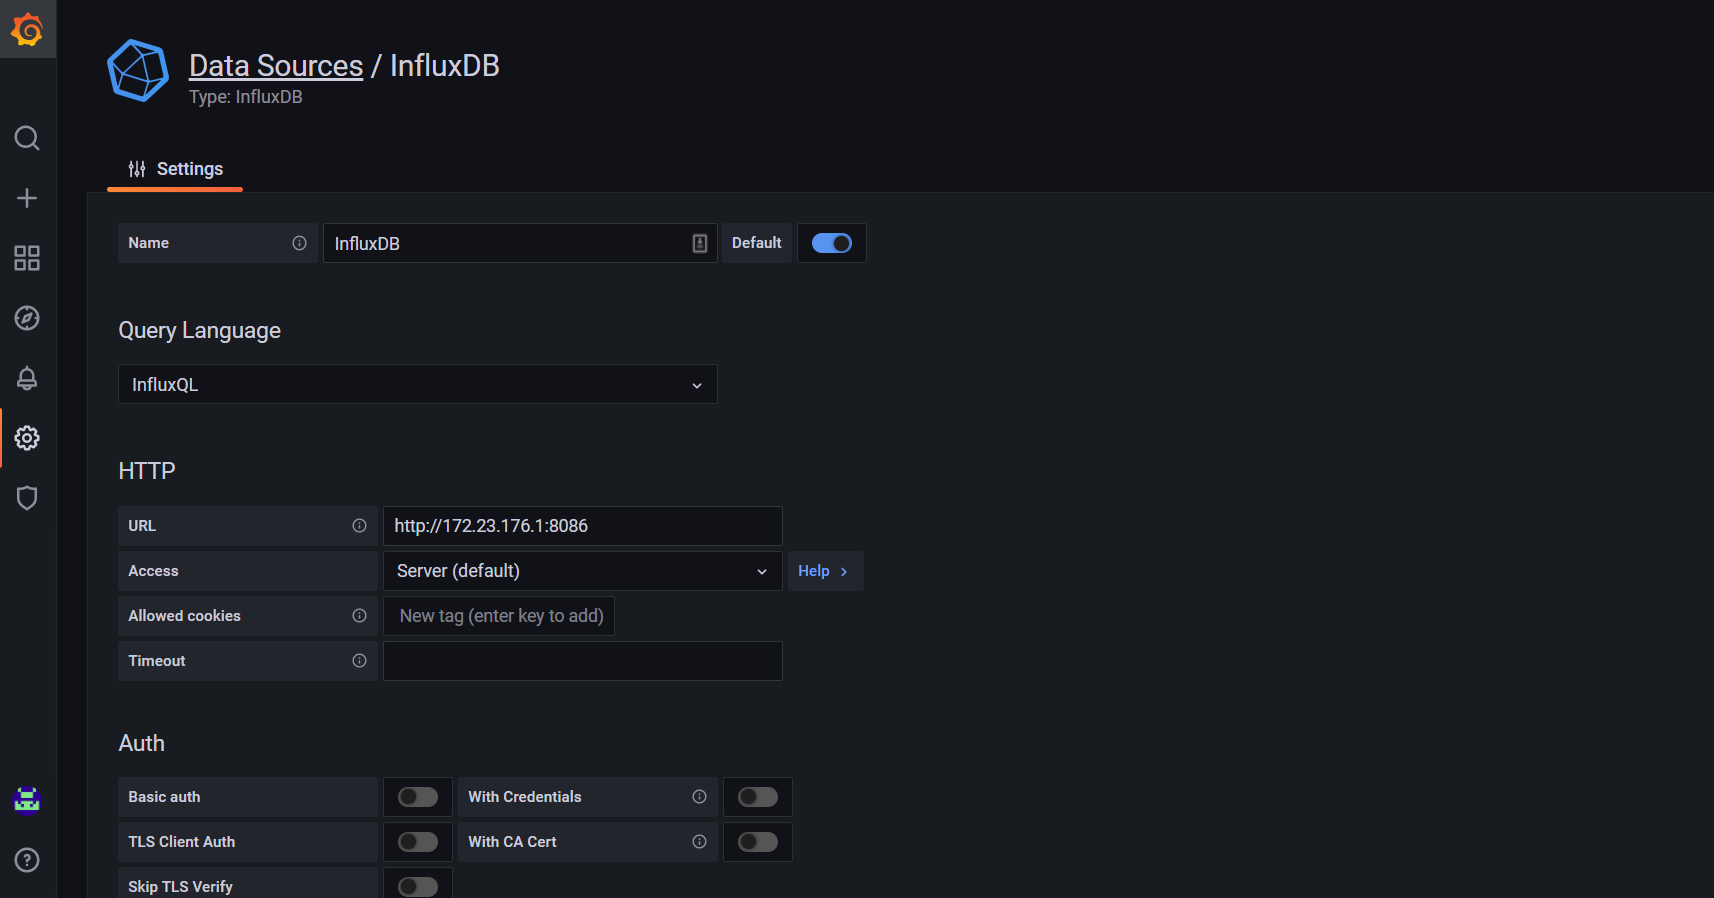 Data Sources / InfluxDB
Type: InfluxDB
Settings
Name InfluxDB Default
Query Language
InfluxQL
HTTP
URL http://172.23.176.1:8086
Access Server (default) Help
Allowed cookies New tag (enter key to add)
Timeout
Auth
Basic auth With Credentials
TLS Client Auth With CA Cert
Skip TLS Verify